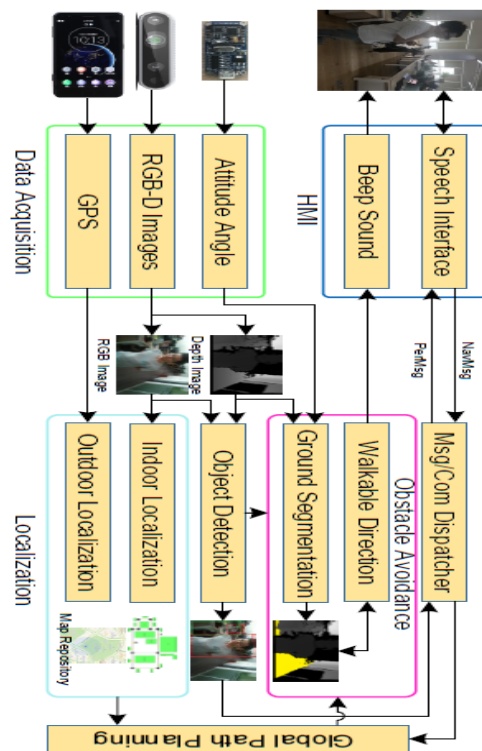 Speech Interface
NavMsg
PerMsg
Msg/Com Dispatcher
HMI
Obstacle Avoidance
Beep Sound
Walkable Direction
Attitude Angle
Ground Segmentation
Depth Image
RGB-D Images
Object Detection
RGB Image
Indoor Localization
GPS
Outdoor Localization
Map Repository
Data Acquisition
Localization
Global Path Planning